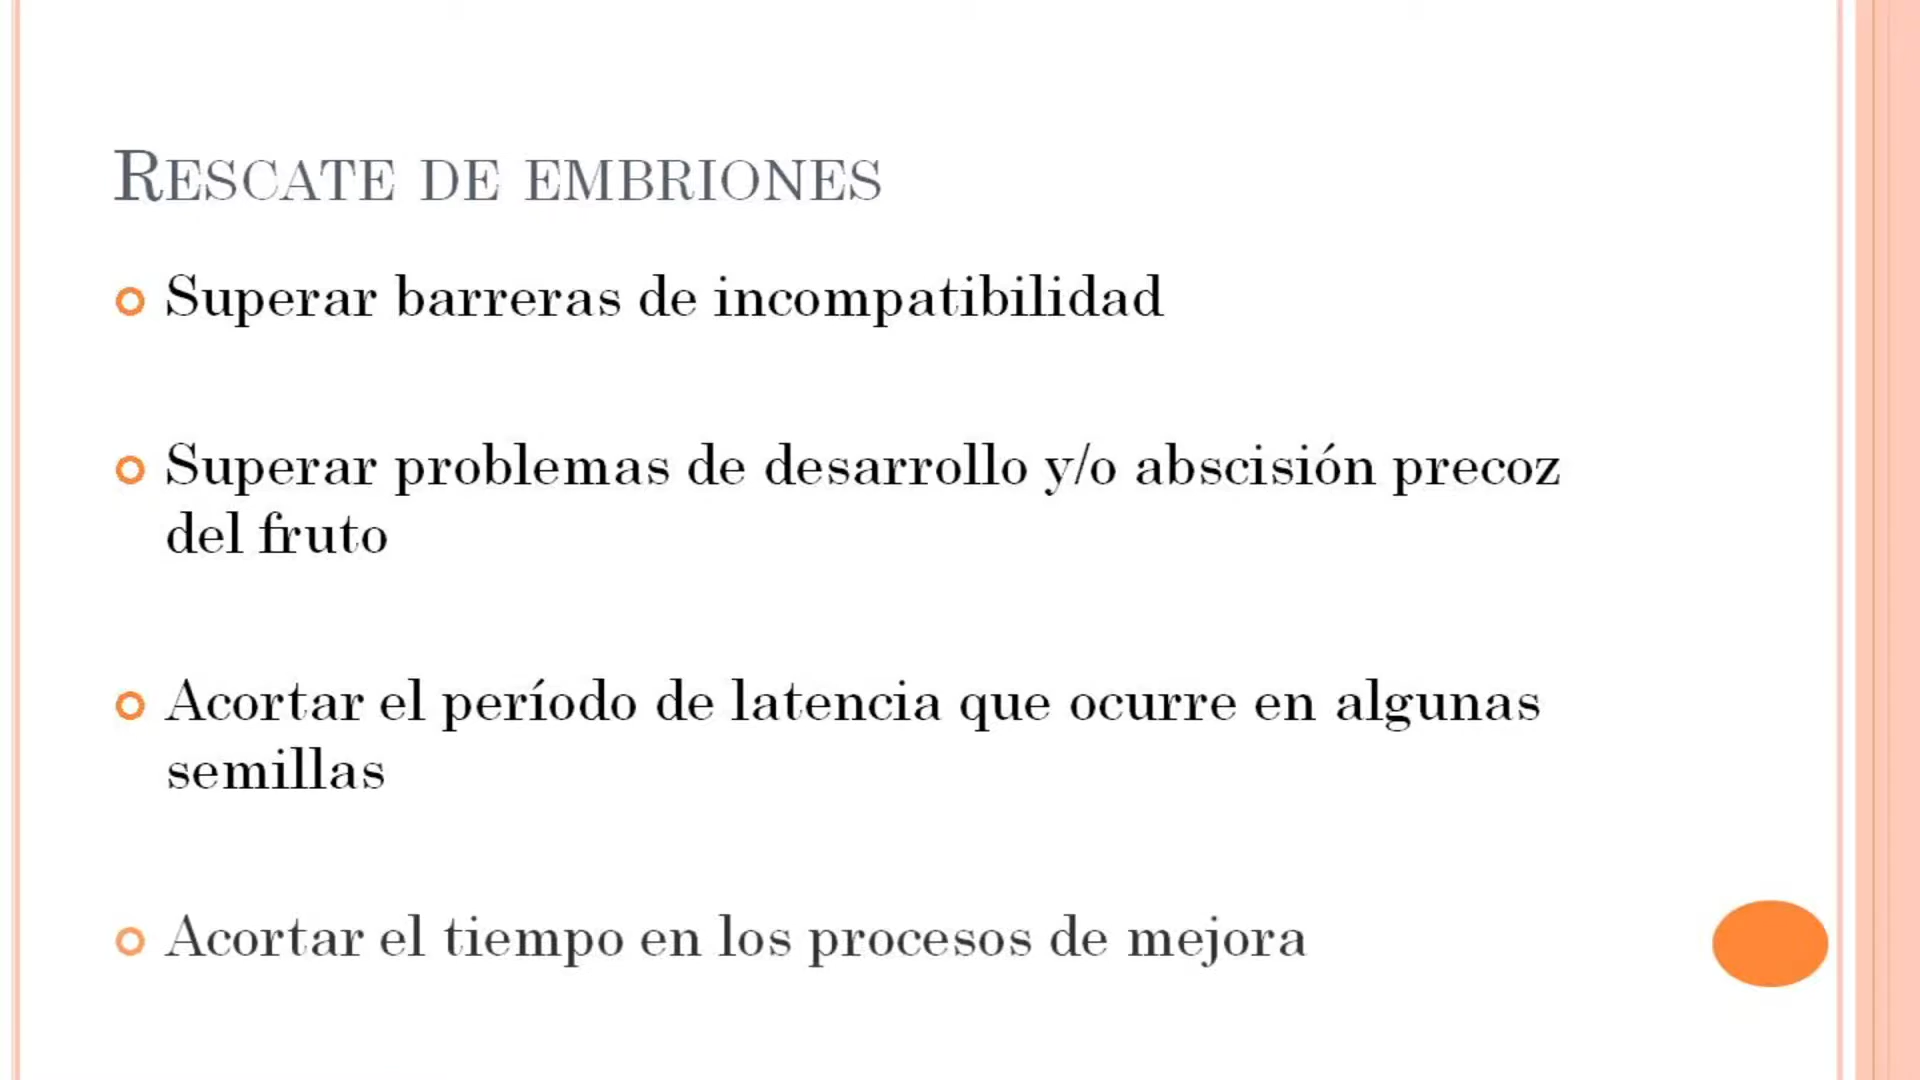 RESCATE DE EMBRIONES
Superar barreras de incompatibilidad
Superar problemas de desarrollo y/o abscisión precoz
del fruto
Acortar el período de latencia que ocurre en algunas
semillas
Acortar el tiempo en los procesos de mejora